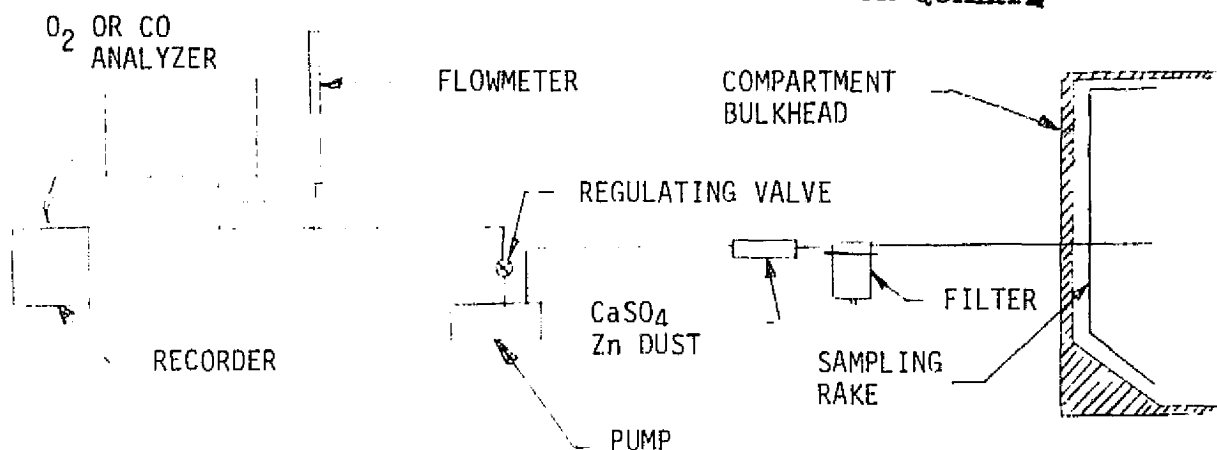 O₂ OR CO
ANALYZER
FLOWMETER
COMPARTMENT
BULKHEAD
REGULATING VALVE
CaSO₄
Zn DUST
FILTER
RECORDER
SAMPLING
RAKE
PUMP